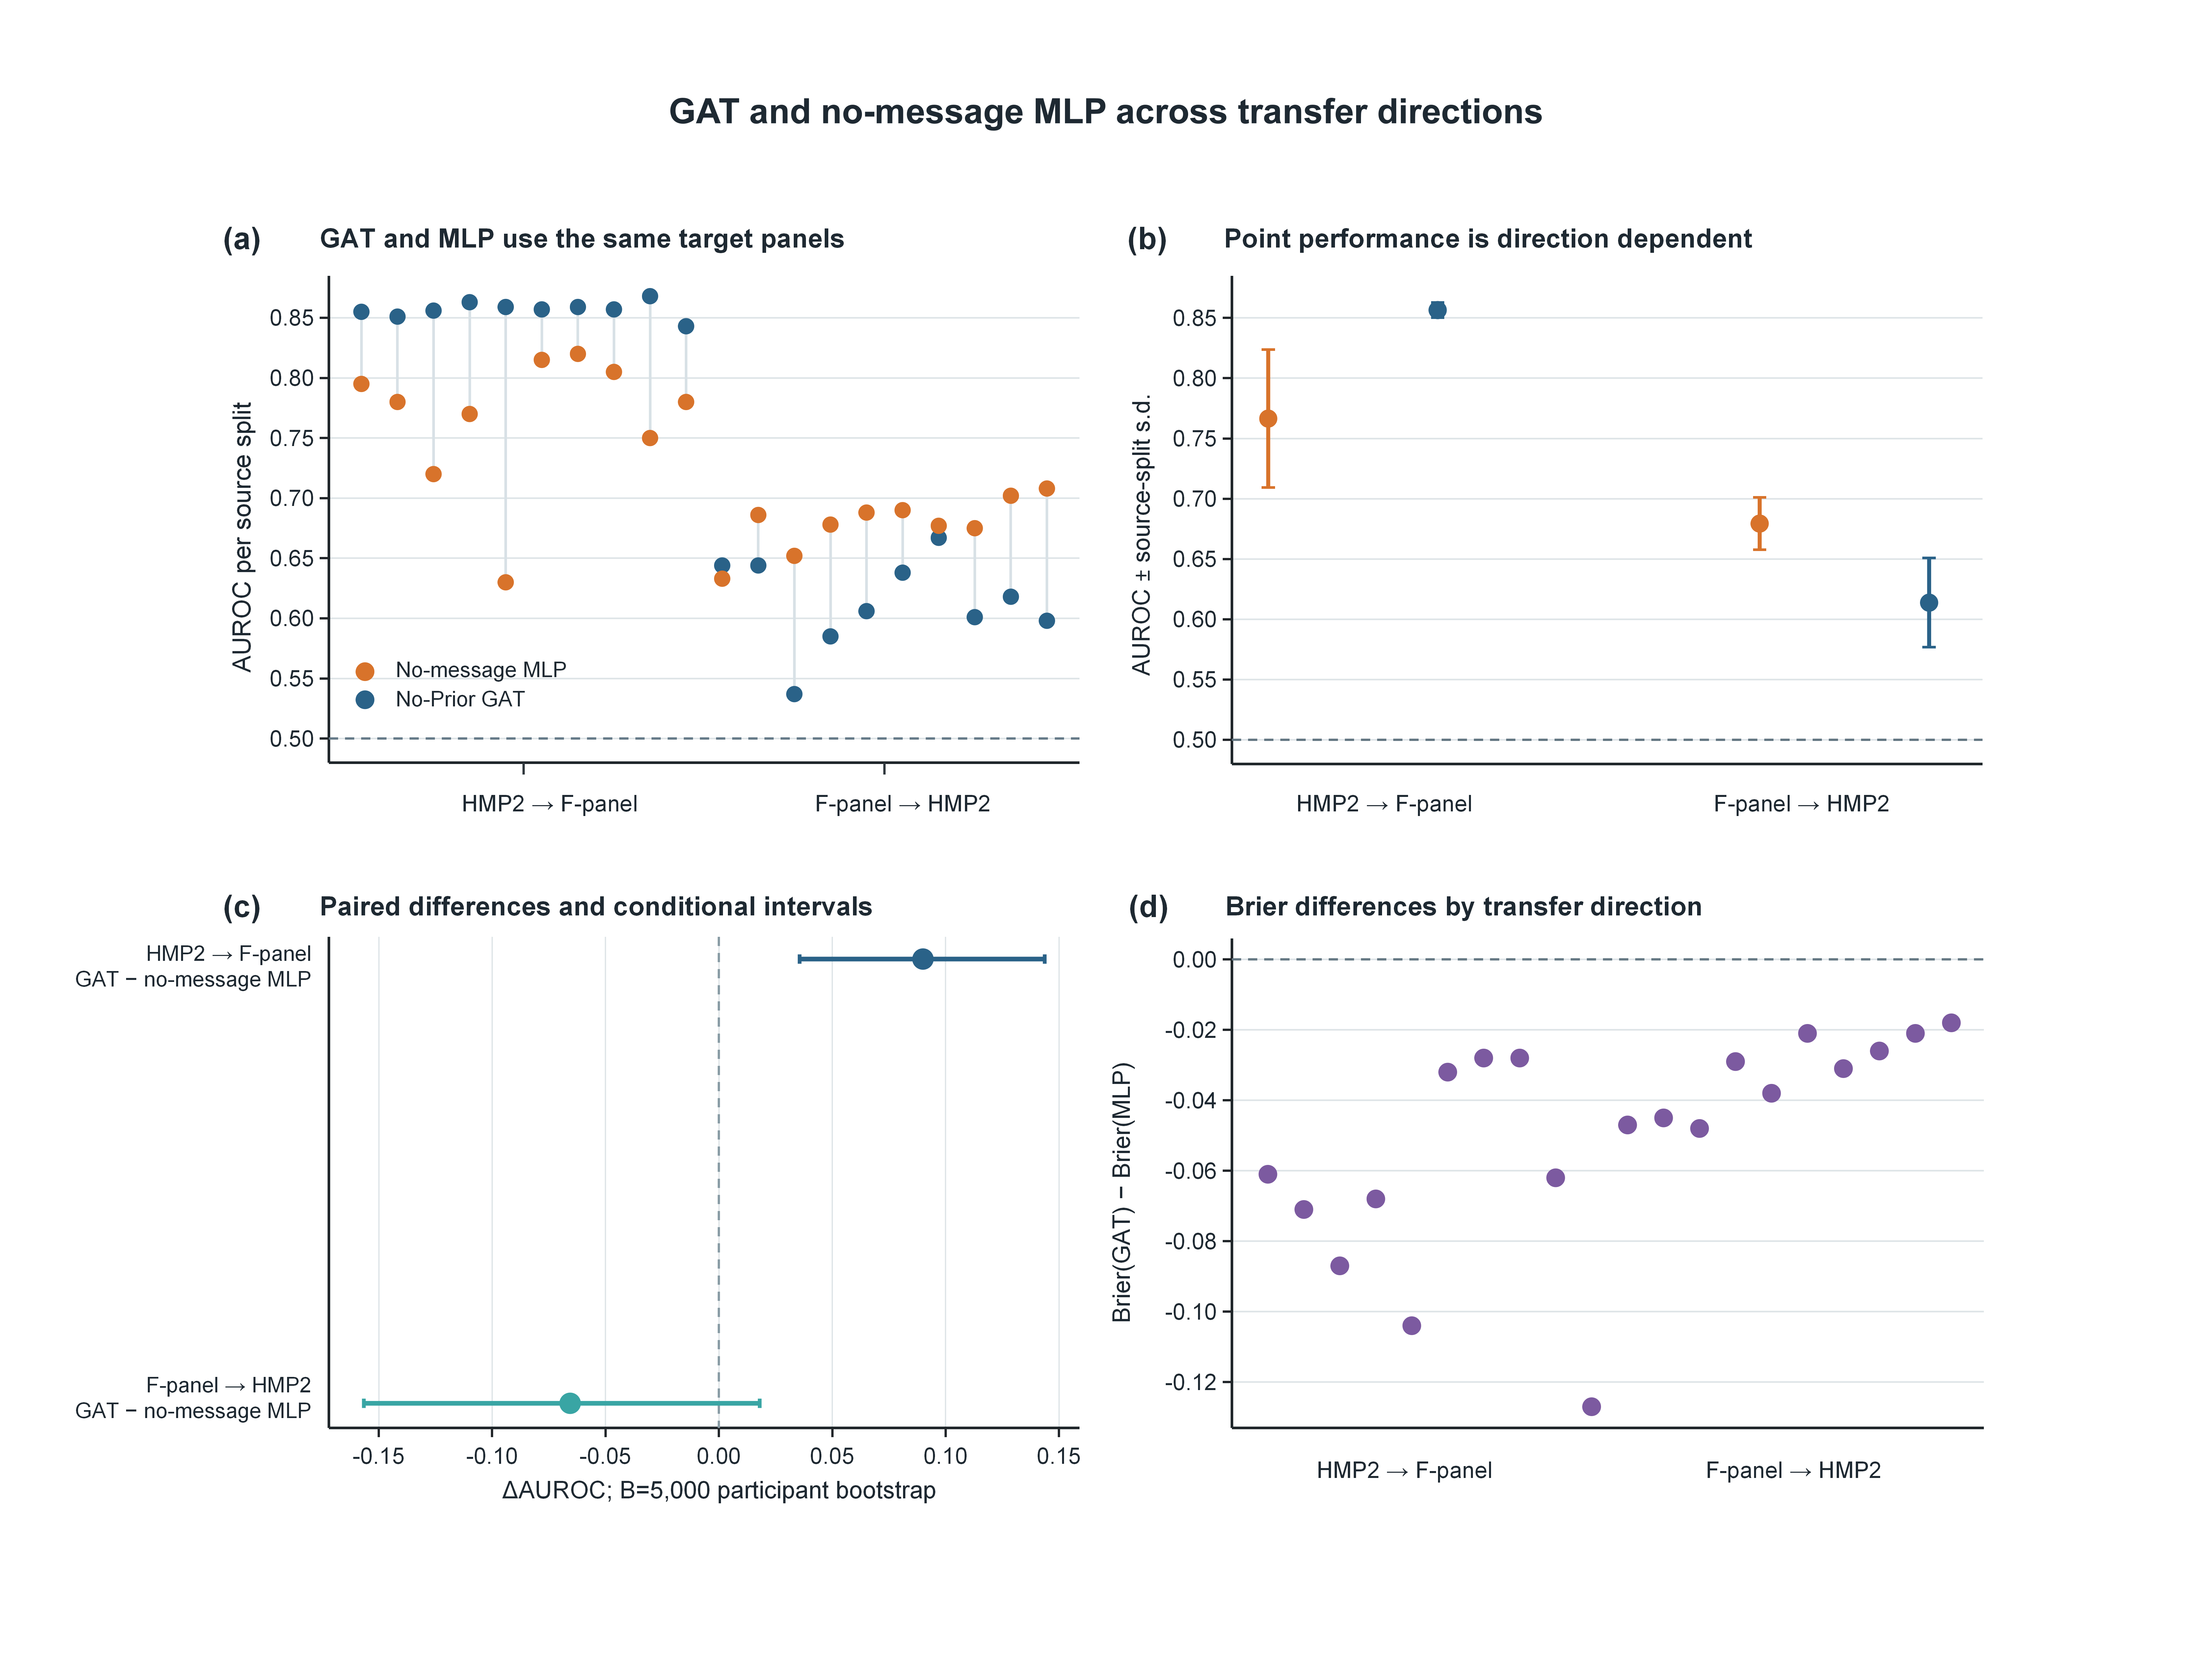 GAT and no-message MLP across transfer directions
(a) GAT and MLP use the same target panels
AUROC per source split
0.85
0.80
0.75
0.70
0.65
0.60
0.55
0.50
No-message MLP
No-Prior GAT
HMP2 → F-panel
F-panel → HMP2
(b) Point performance is direction dependent
AUROC ± source-split s.d.
0.85
0.80
0.75
0.70
0.65
0.60
0.55
0.50
HMP2 → F-panel
F-panel → HMP2
(c) Paired differences and conditional intervals
HMP2 → F-panel
GAT − no-message MLP
F-panel → HMP2
GAT − no-message MLP
-0.15
-0.10
-0.05
0.00
0.05
0.10
0.15
ΔAUROC; B=5,000 participant bootstrap
(d) Brier differences by transfer direction
Brier(GAT) − Brier(MLP)
0.00
-0.02
-0.04
-0.06
-0.08
-0.10
-0.12
HMP2 → F-panel
F-panel → HMP2